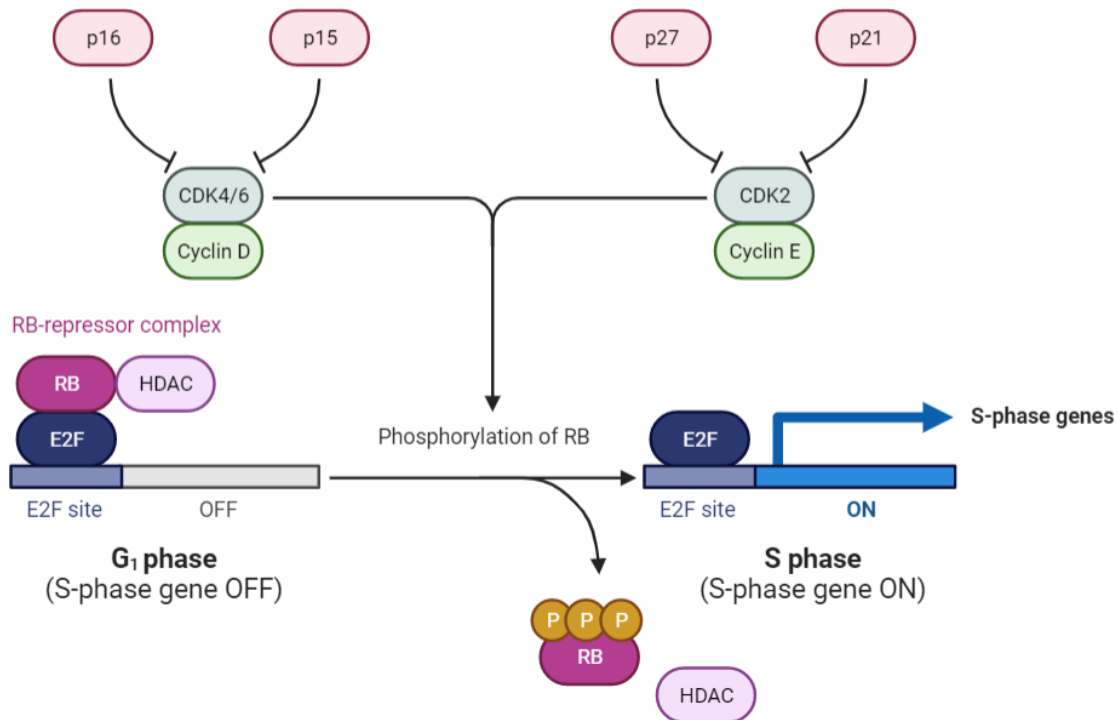 p16
p15
p27
p21
CDK4/6
CDK2
Cyclin D
Cyclin E
RB-repressor complex
RB
HDAC
E2F
Phosphorylation of RB
E2F
S-phase genes
E2F site
OFF
E2F site
ON
G₁ phase
(S-phase gene OFF)
S phase
(S-phase gene ON)
P
P
P
RB
HDAC